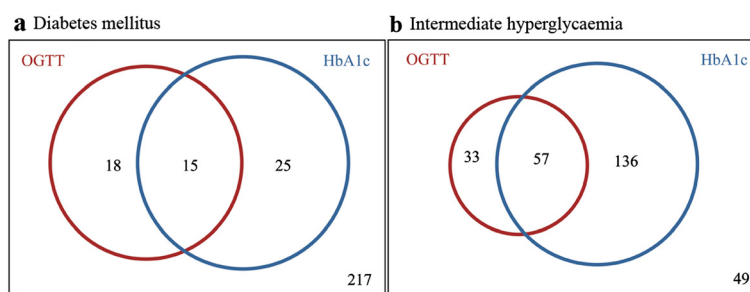 a Diabetes mellitus
OGTT
HbA1c
18
15
25
217
b Intermediate hyperglycaemia
OGTT
HbA1c
33
57
136
49